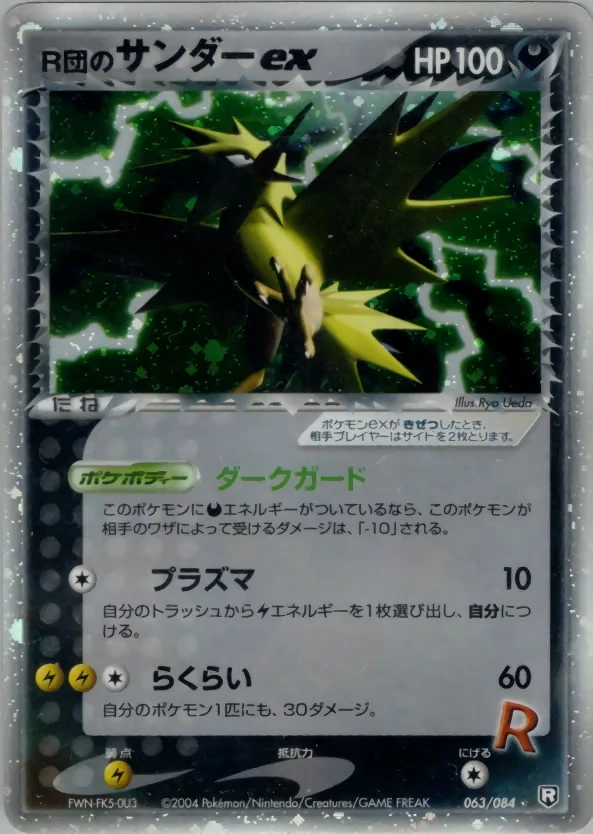 R団のサンダーex HP100
たね
Illus.Ryo Ueda
ポケモンexが きぜつしたとき、
相手プレイヤーはサイドを2枚とります。
ポケボディー ダークガード
このポケモンにエネルギーがついているなら、このポケモンが
相手のワザによって受けるダメージは、「-10」される。
プラズマ 10
自分のトラッシュからエネルギーを1枚選び出し、自分につ
ける。
らくらい 60
自分のポケモン1匹にも、30ダメージ。
R
弱点 抵抗力 にげる
FWN-FK5-0U3 ©2004 Pokémon/Nintendo/Creatures/GAME FREAK 063/084 R